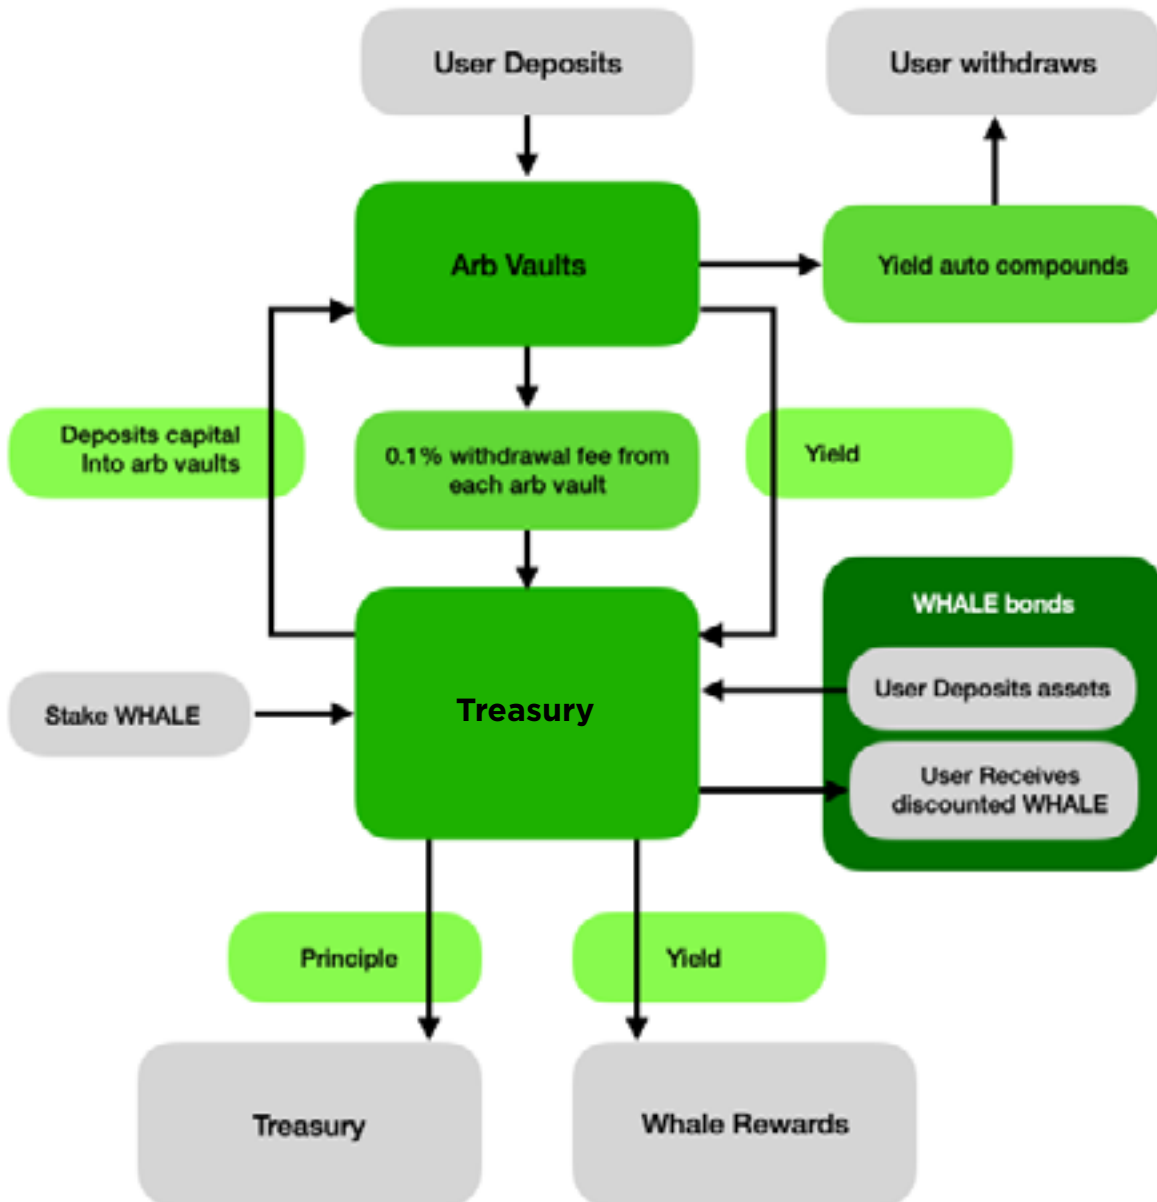 User Deposits
User withdraws
Arb Vaults
Yield auto compounds
Deposits capital
Into arb vaults
0.1% withdrawal fee from
each arb vault
Yield
WHALE bonds
User Deposits assets
Stake WHALE
Treasury
User Receives
discounted WHALE
Principle
Yield
Treasury
Whale Rewards